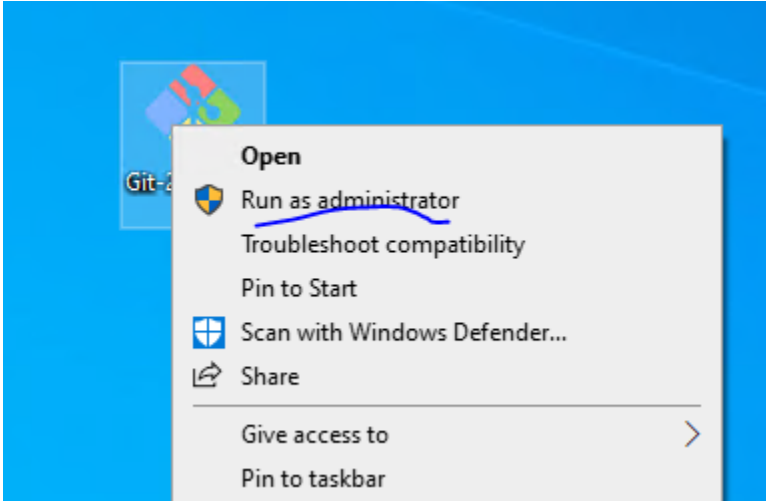 Git-2
Open
Run as administrator
Troubleshoot compatibility
Pin to Start
Scan with Windows Defender...
Share
Give access to
Pin to taskbar